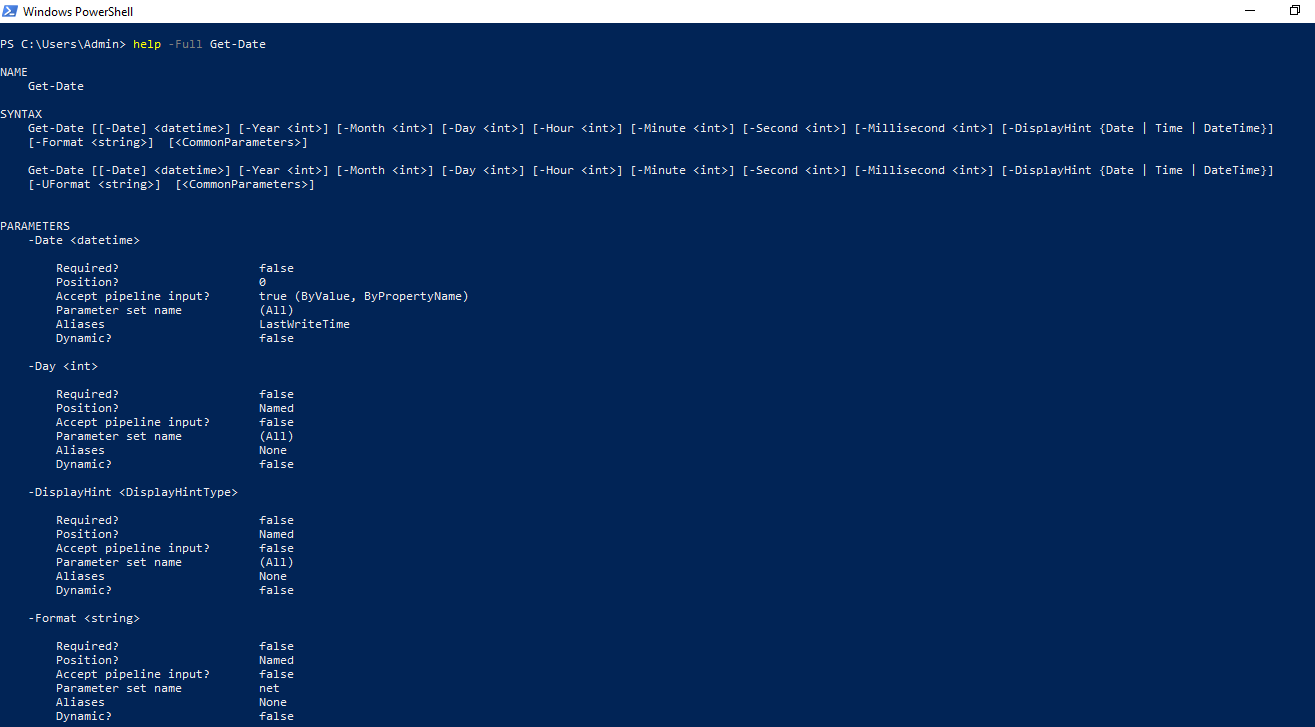 Windows PowerShell
PS C:\Users\Admin> help -Full Get-Date
NAME
    Get-Date
SYNTAX
    Get-Date [[-Date] <datetime>] [-Year <int>] [-Month <int>] [-Day <int>] [-Hour <int>] [-Minute <int>] [-Second <int>] [-Millisecond <int>] [-DisplayHint {Date | Time | DateTime}]
    [-Format <string>]  [<CommonParameters>]
    Get-Date [[-Date] <datetime>] [-Year <int>] [-Month <int>] [-Day <int>] [-Hour <int>] [-Minute <int>] [-Second <int>] [-Millisecond <int>] [-DisplayHint {Date | Time | DateTime}]
    [-UFormat <string>]  [<CommonParameters>]
PARAMETERS
    -Date <datetime>
        Required?                    false
        Position?                    0
        Accept pipeline input?       true (ByValue, ByPropertyName)
        Parameter set name           (All)
        Aliases                      LastWriteTime
        Dynamic?                     false
    -Day <int>
        Required?                    false
        Position?                    Named
        Accept pipeline input?       false
        Parameter set name           (All)
        Aliases                      None
        Dynamic?                     false
    -DisplayHint <DisplayHintType>
        Required?                    false
        Position?                    Named
        Accept pipeline input?       false
        Parameter set name           (All)
        Aliases                      None
        Dynamic?                     false
    -Format <string>
        Required?                    false
        Position?                    Named
        Accept pipeline input?       false
        Parameter set name           net
        Aliases                      None
        Dynamic?                     false